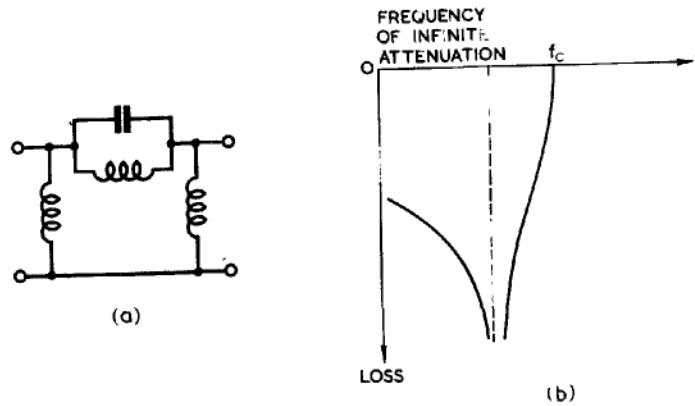 FREQUENCY
OF INFINITE
ATTENUATION
fc
O
LOSS
(a)
(b)